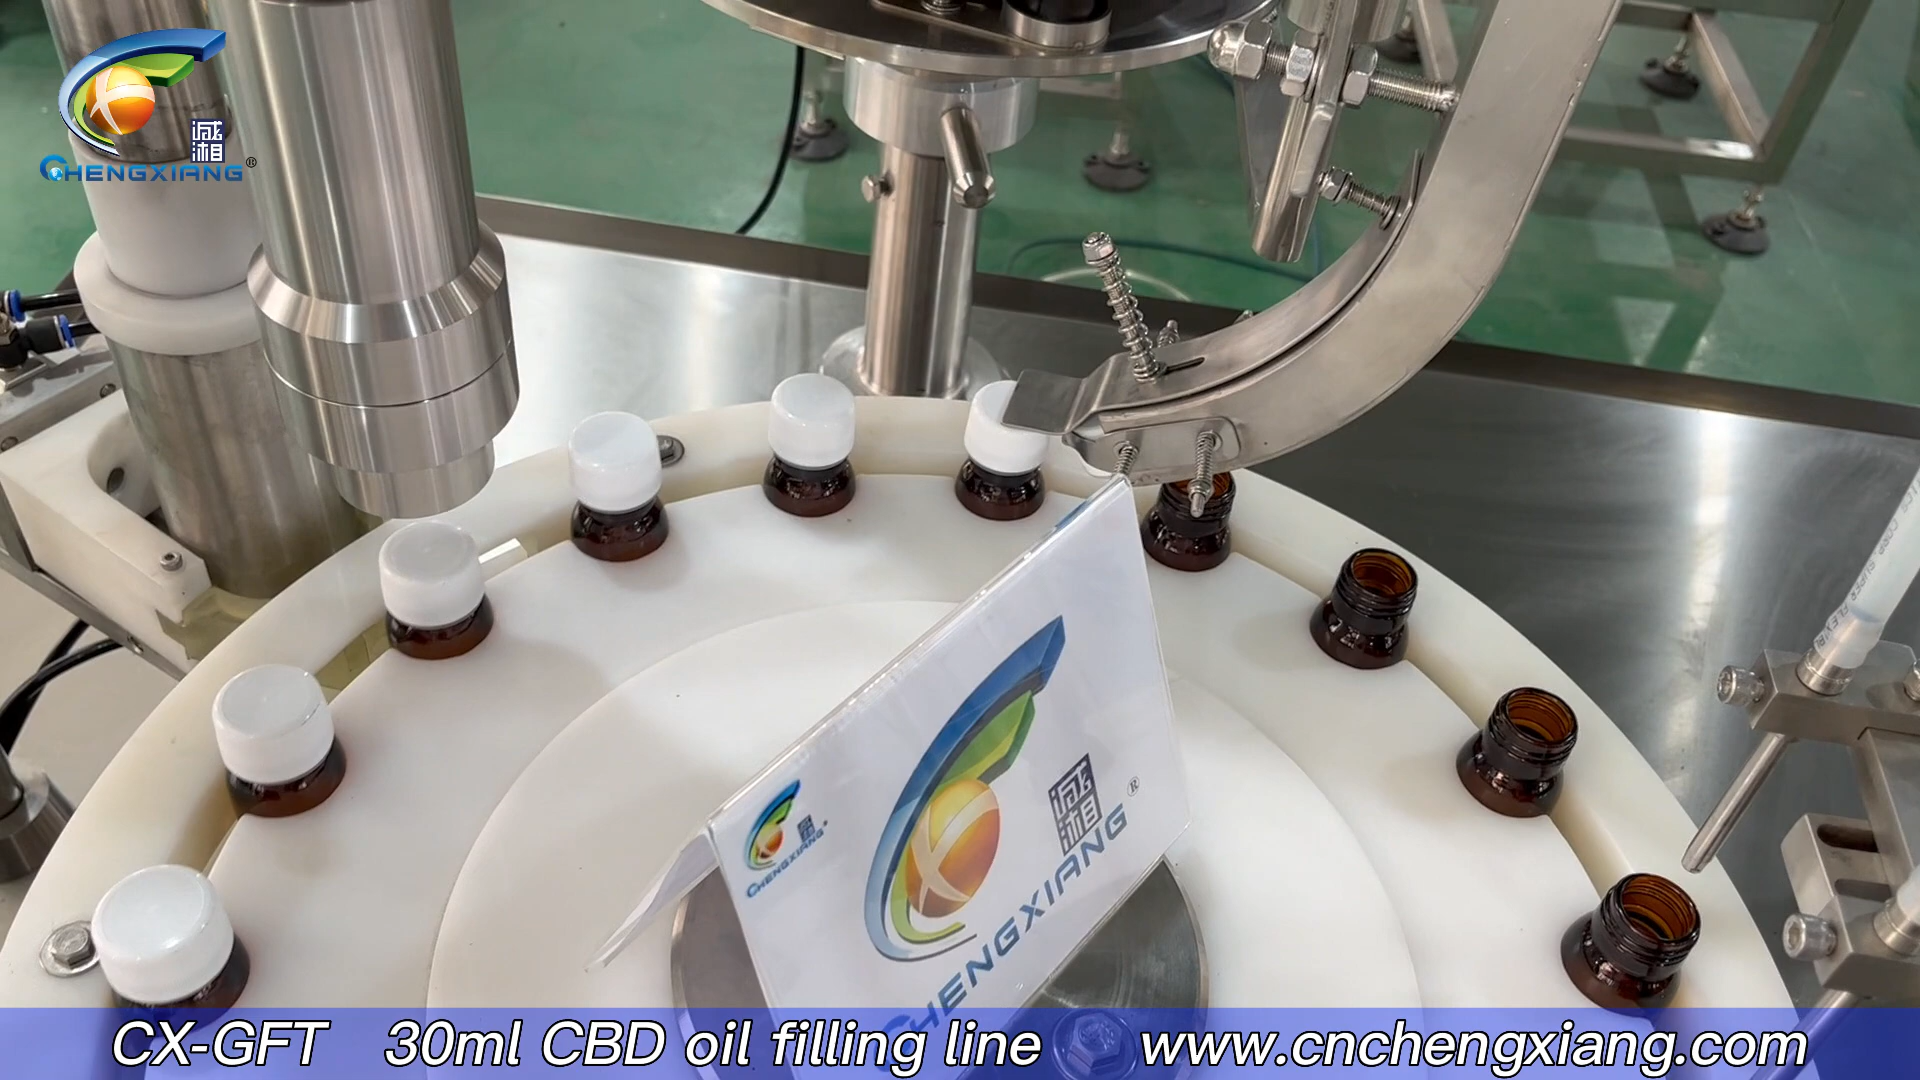 诚湘
CHENGXIANG®
诚湘
CHENGXIANG®
诚湘
CHENGXIANG®
CX-GFT 30ml CBD oil filling line www.cnchengxiang.com